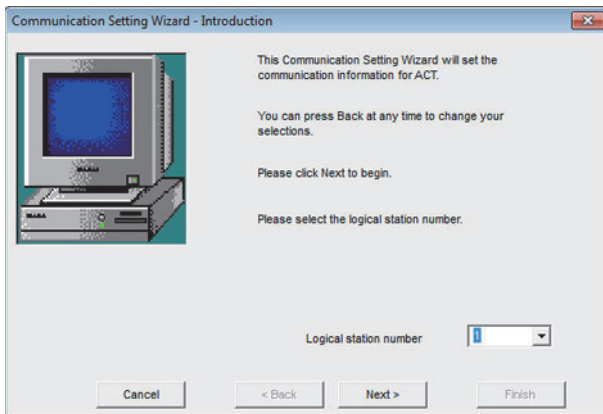 Communication Setting Wizard - Introduction
This Communication Setting Wizard will set the
communication information for ACT.
You can press Back at any time to change your
selections.
Please click Next to begin.
Please select the logical station number.
Logical station number 1
Cancel < Back Next > Finish